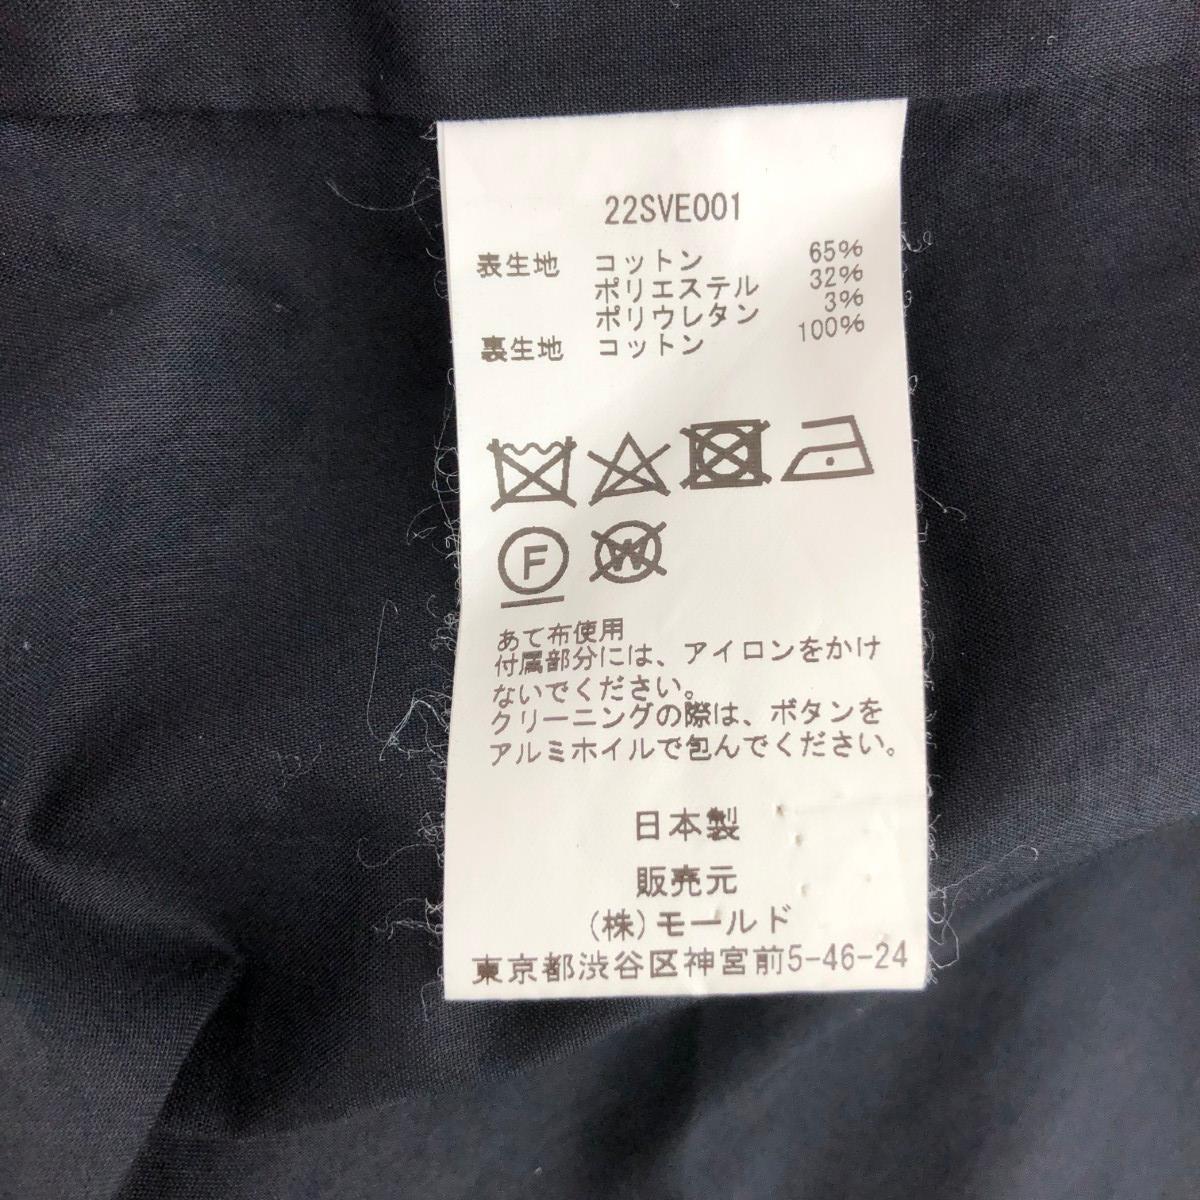 22SVE001
表生地 コットン 65%
ポリエステル 32%
ポリウレタン 3%
裏生地 コットン 100%
F W
あて布使用
付属部分には、アイロンをかけ
ないでください。
クリーニングの際は、ボタンを
アルミホイルで包んでください。
日本製
販売元
(株)モールド
東京都渋谷区神宮前5-46-24